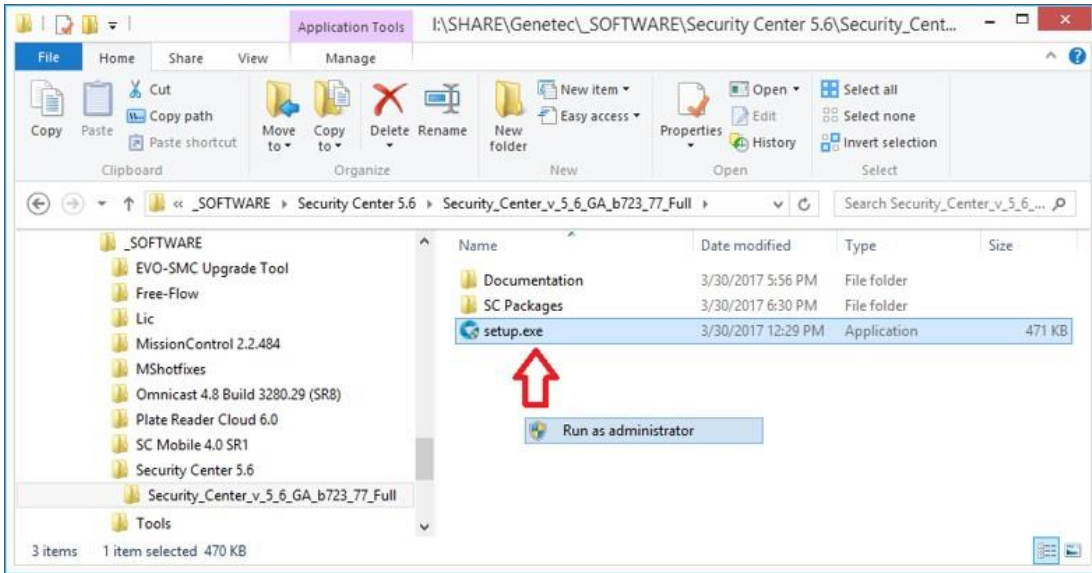 Application Tools
I:\SHARE\Genetec\_SOFTWARE\Security Center 5.6\Security_Cent...
File Home Share View Manage
Copy
Paste
Cut
Copy path
Paste shortcut
Clipboard
Move to
Copy to
Delete
Rename
Organize
New folder
New item
Easy access
New
Properties
Open
Edit
History
Open
Select all
Select none
Invert selection
Select
« _SOFTWARE Security Center 5.6 Security_Center_v_5_6_GA_b723_77_Full
Search Security_Center_v_5_6_...
_SOFTWARE
EVO-SMC Upgrade Tool
Free-Flow
Lic
MissionControl 2.2.484
MShotfixes
Omnicast 4.8 Build 3280.29 (SR8)
Plate Reader Cloud 6.0
SC Mobile 4.0 SR1
Security Center 5.6
Security_Center_v_5_6_GA_b723_77_Full
Tools
Name Date modified Type Size
Documentation 3/30/2017 5:56 PM File folder
SC Packages 3/30/2017 6:30 PM File folder
setup.exe 3/30/2017 12:29 PM Application 471 KB
Run as administrator
3 items 1 item selected 470 KB